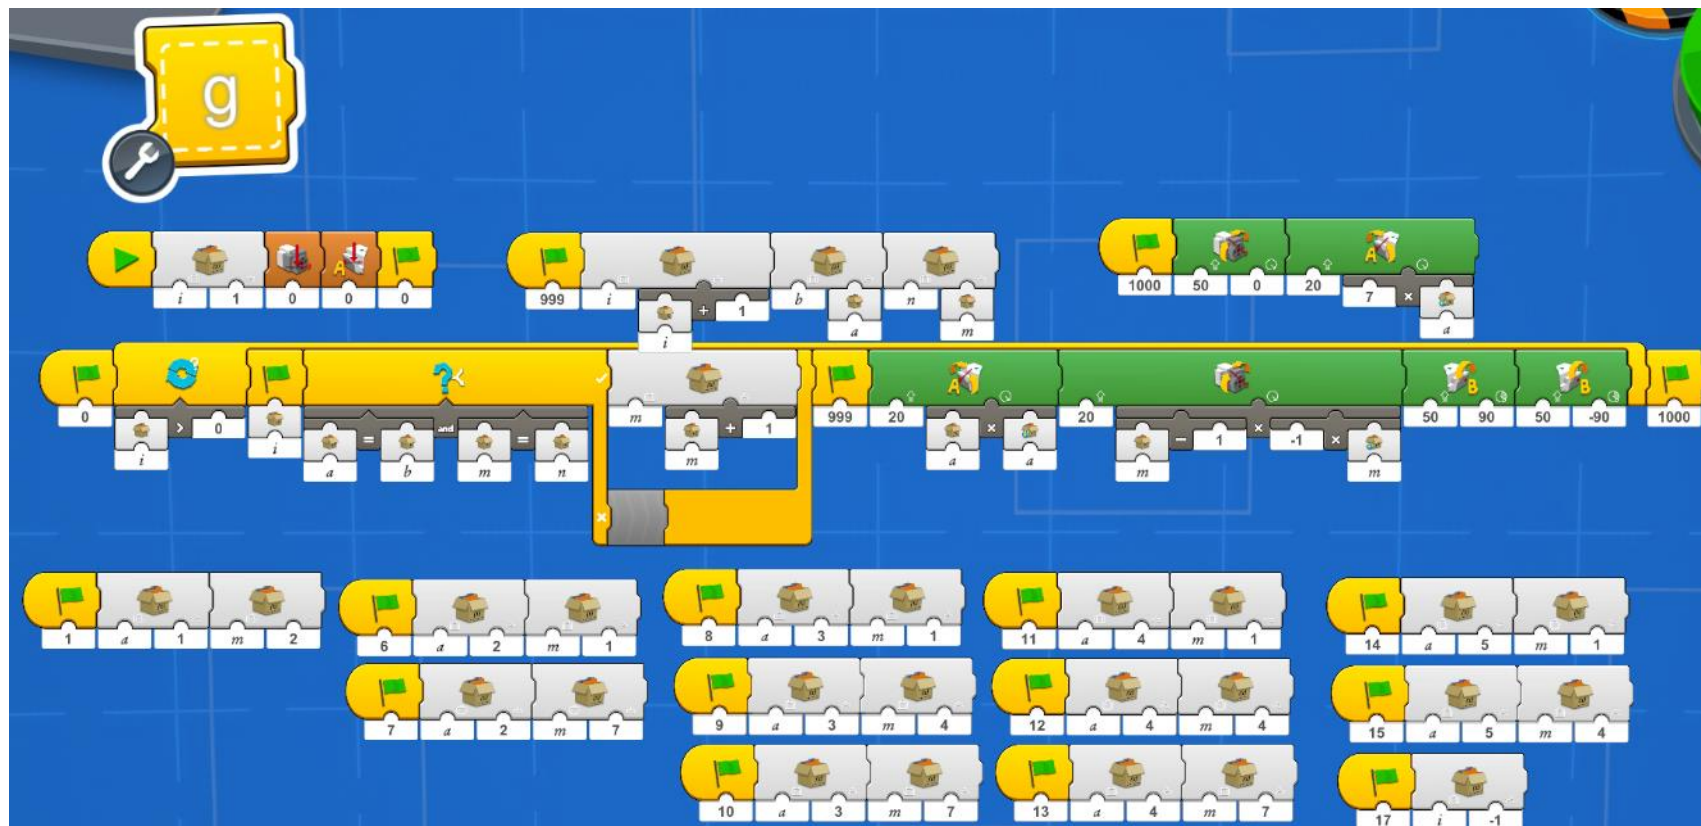 g
i 1 0 0 0
999 i i + 1 b a n m
1000 50 0 20 7 × a
A
A
0 i > 0 i a = b and m = n m m + 1 999 20 a × a 20 m − 1 × -1 × m 50 90 50 -90 1000
A B B
1 a 1 m 2
6 a 2 m 1
7 a 2 m 7
8 a 3 m 1
9 a 3 m 4
10 a 3 m 7
11 a 4 m 1
12 a 4 m 4
13 a 4 m 7
14 a 5 m 1
15 a 5 m 4
17 i -1